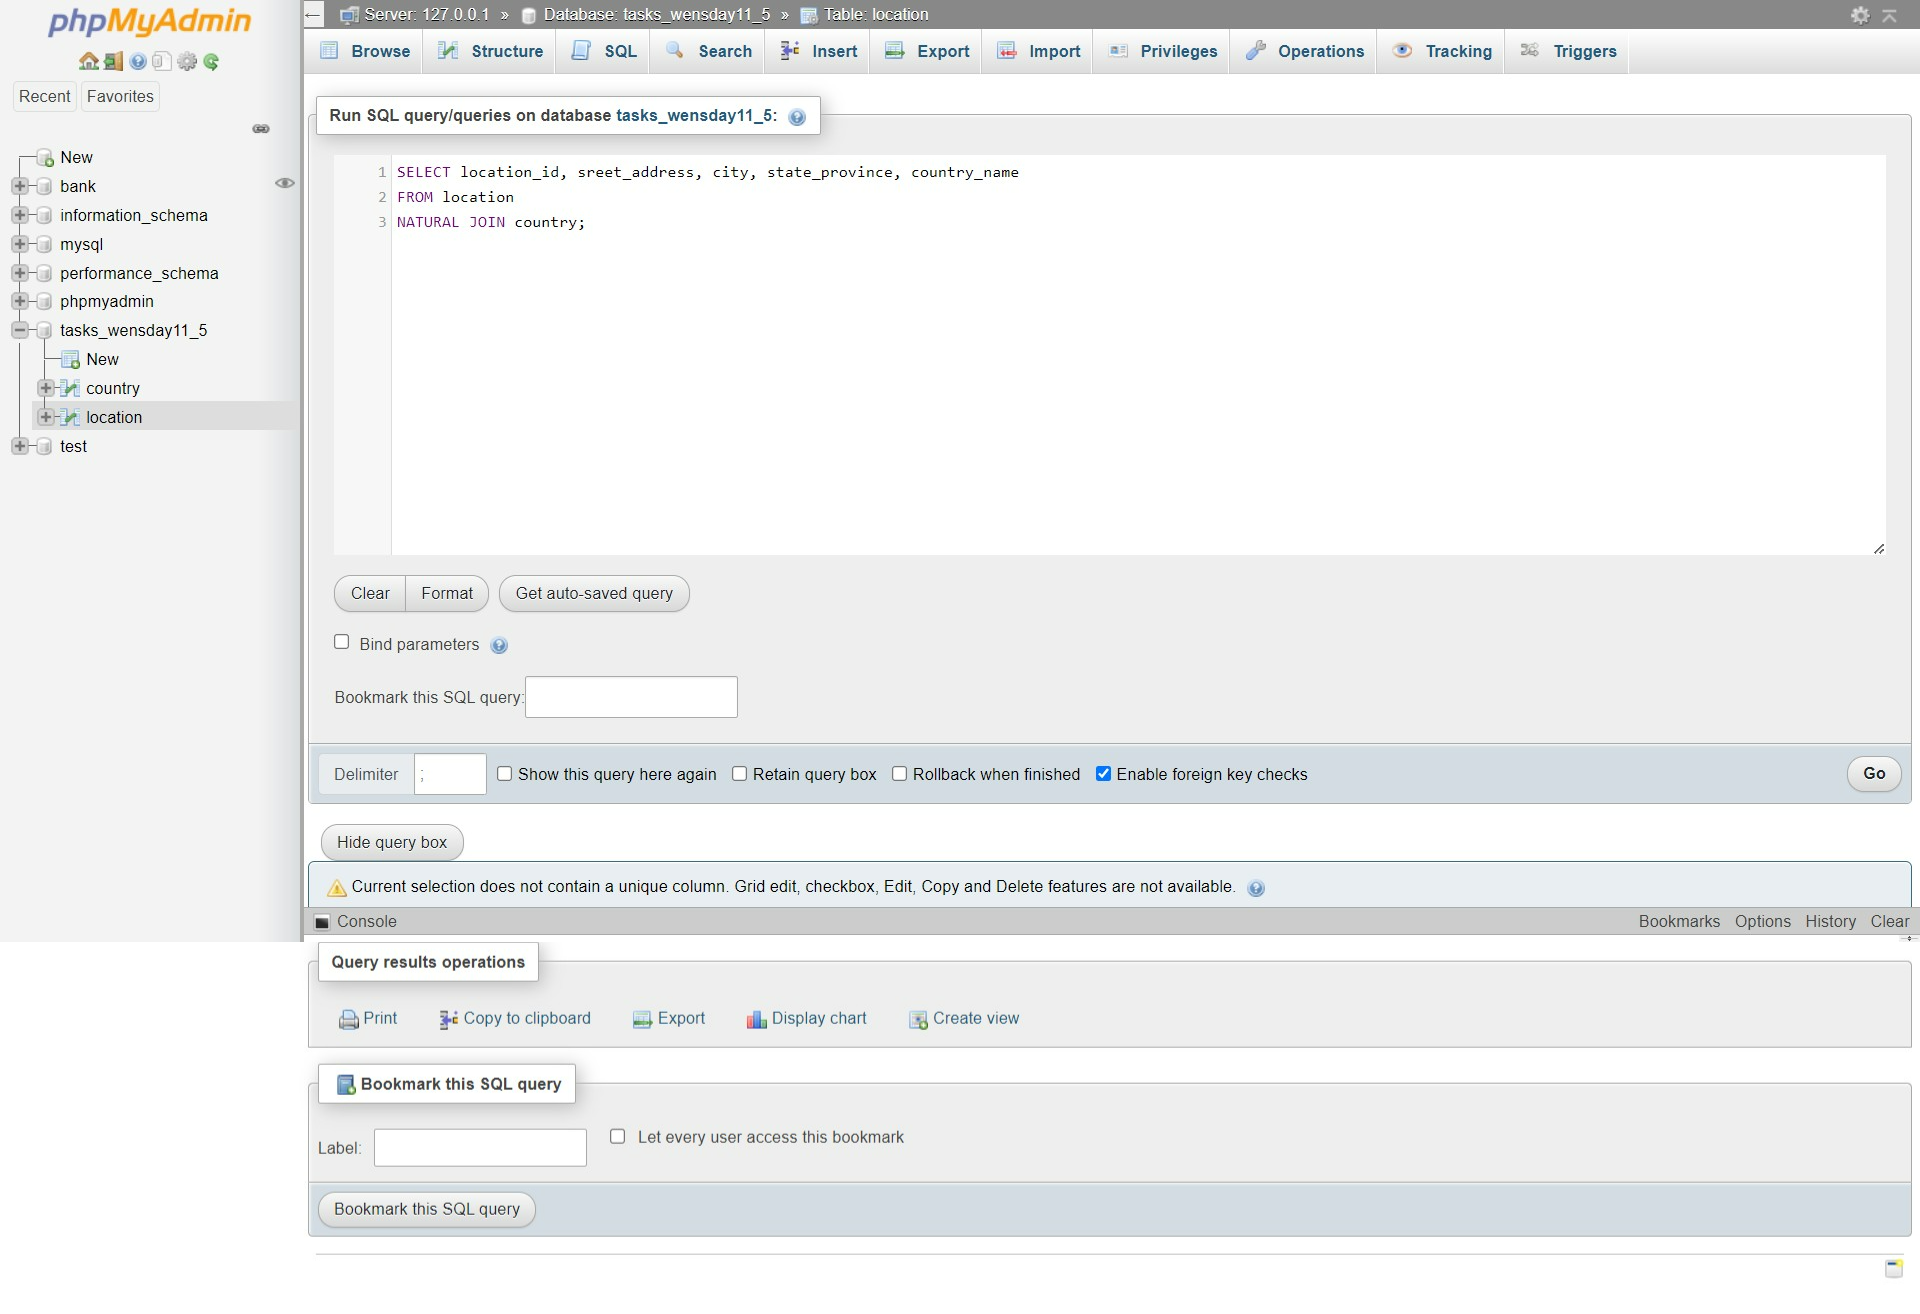 phpMyAdmin
Recent Favorites
New
bank
information_schema
mysql
performance_schema
phpmyadmin
tasks_wensday11_5
New
country
location
test
Server: 127.0.0.1 » Database: tasks_wensday11_5 » Table: location
Browse Structure SQL Search Insert Export Import Privileges Operations Tracking Triggers
Run SQL query/queries on database tasks_wensday11_5:
1 SELECT location_id, sreet_address, city, state_province, country_name
2 FROM location
3 NATURAL JOIN country;
Clear Format Get auto-saved query
Bind parameters
Bookmark this SQL query:
Delimiter ; Show this query here again Retain query box Rollback when finished Enable foreign key checks Go
Hide query box
Current selection does not contain a unique column. Grid edit, checkbox, Edit, Copy and Delete features are not available.
Console Bookmarks Options History Clear
Query results operations
Print Copy to clipboard Export Display chart Create view
Bookmark this SQL query
Label: Let every user access this bookmark
Bookmark this SQL query